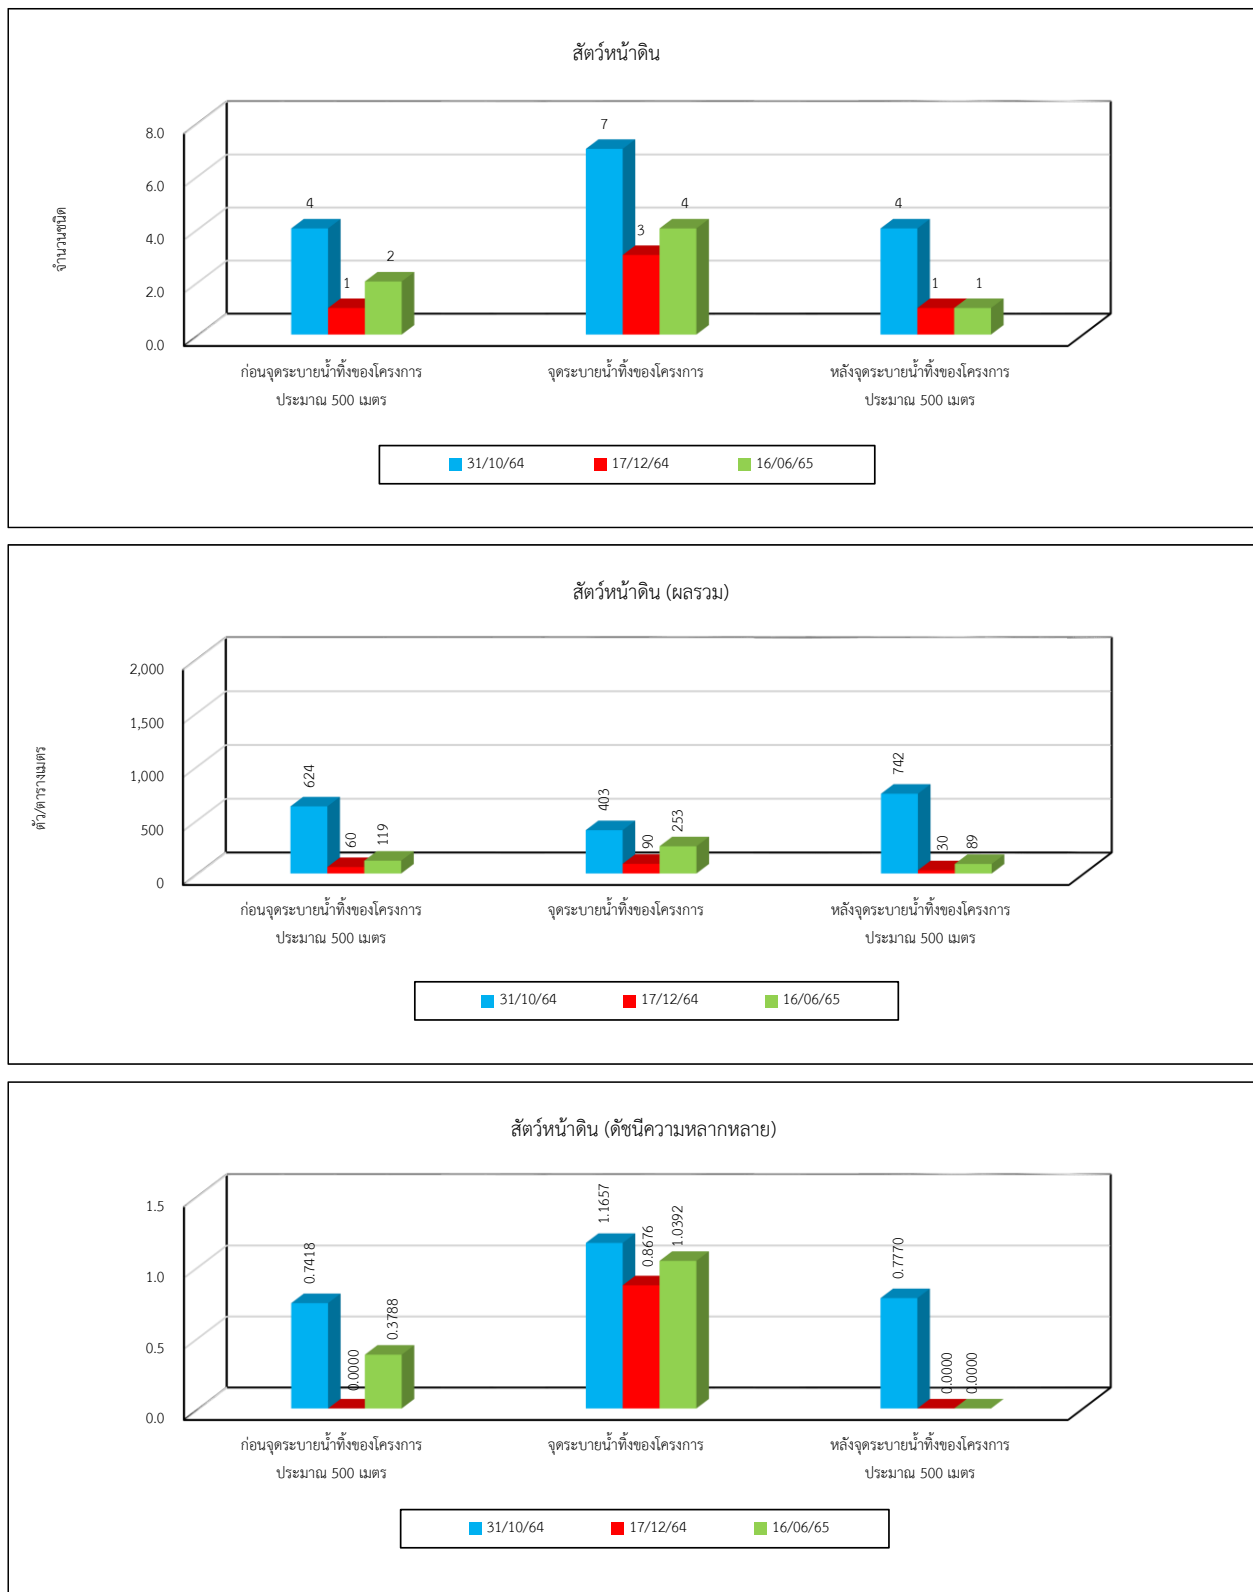 สัตว์หน้าดิน
จำนวนชนิด
8.0
6.0
4.0
2.0
0.0
4
1
2
7
3
4
4
1
1
ก่อนจุดระบายน้ำทิ้งของโครงการ
ประมาณ 500 เมตร
จุดระบายน้ำทิ้งของโครงการ
หลังจุดระบายน้ำทิ้งของโครงการ
ประมาณ 500 เมตร
31/10/64
17/12/64
16/06/65
สัตว์หน้าดิน (ผลรวม)
ตัว/ตารางเมตร
2,000
1,500
1,000
500
0
624
60
119
403
90
253
742
30
89
ก่อนจุดระบายน้ำทิ้งของโครงการ
ประมาณ 500 เมตร
จุดระบายน้ำทิ้งของโครงการ
หลังจุดระบายน้ำทิ้งของโครงการ
ประมาณ 500 เมตร
31/10/64
17/12/64
16/06/65
สัตว์หน้าดิน (ดัชนีความหลากหลาย)
1.5
1.0
0.5
0.0
0.7418
0.0000
0.3788
1.1657
0.8676
1.0392
0.7770
0.0000
0.0000
ก่อนจุดระบายน้ำทิ้งของโครงการ
ประมาณ 500 เมตร
จุดระบายน้ำทิ้งของโครงการ
หลังจุดระบายน้ำทิ้งของโครงการ
ประมาณ 500 เมตร
31/10/64
17/12/64
16/06/65